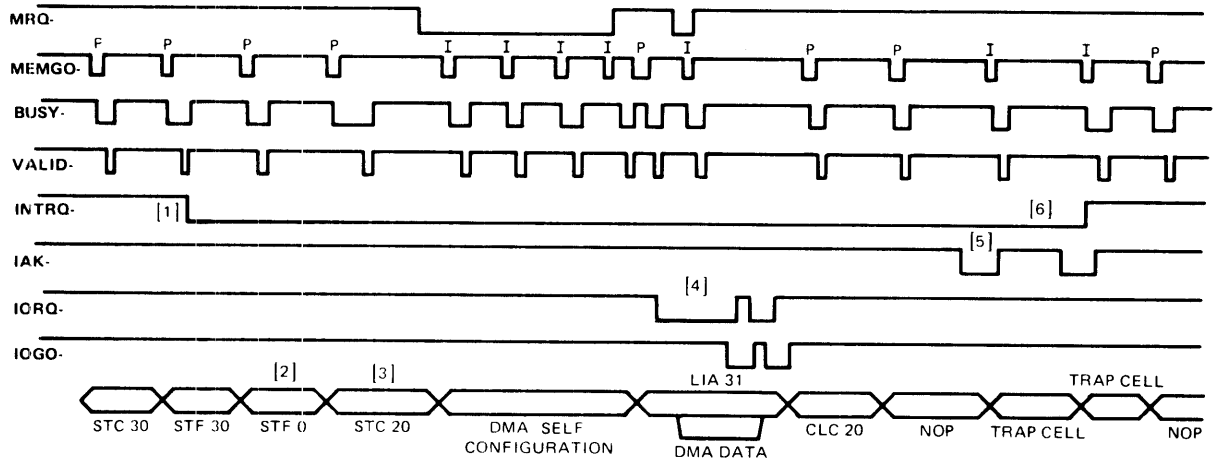 MRQ-
P P P P I I I I P I P P I I P
MEMGO-
BUSY-
VALID-
INTRQ- [1] [6]
IAK- [5]
IORQ- [4]
IOGO-
[2] [3] LIA 31 TRAP CELL
STC 30 STF 30 STF 0 STC 20 DMA SELF CONFIGURATION DMA DATA CLC 20 NOP TRAP CELL NOP